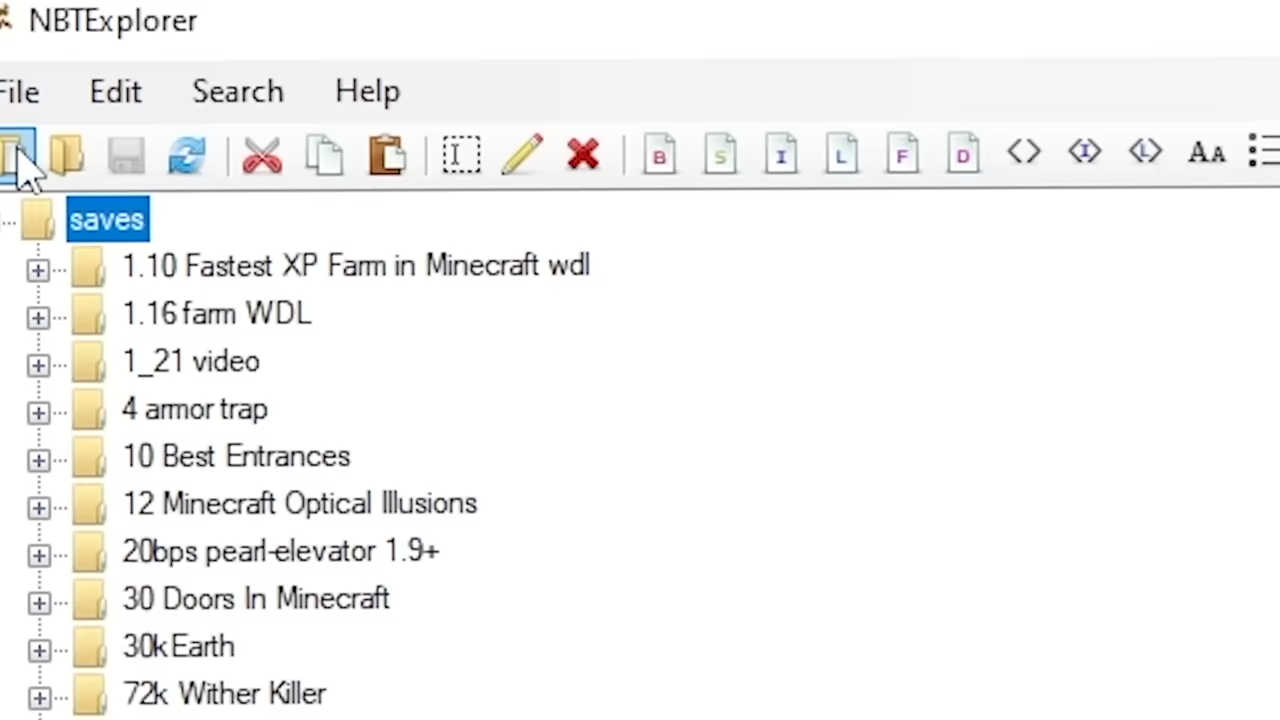 NBTExplorer
File Edit Search Help
B S I L F D <> <I> <L> AA
saves
1.10 Fastest XP Farm in Minecraft wdl
1.16 farm WDL
1_21 video
4 armor trap
10 Best Entrances
12 Minecraft Optical Illusions
20bps pearl-elevator 1.9+
30 Doors In Minecraft
30k Earth
72k Wither Killer